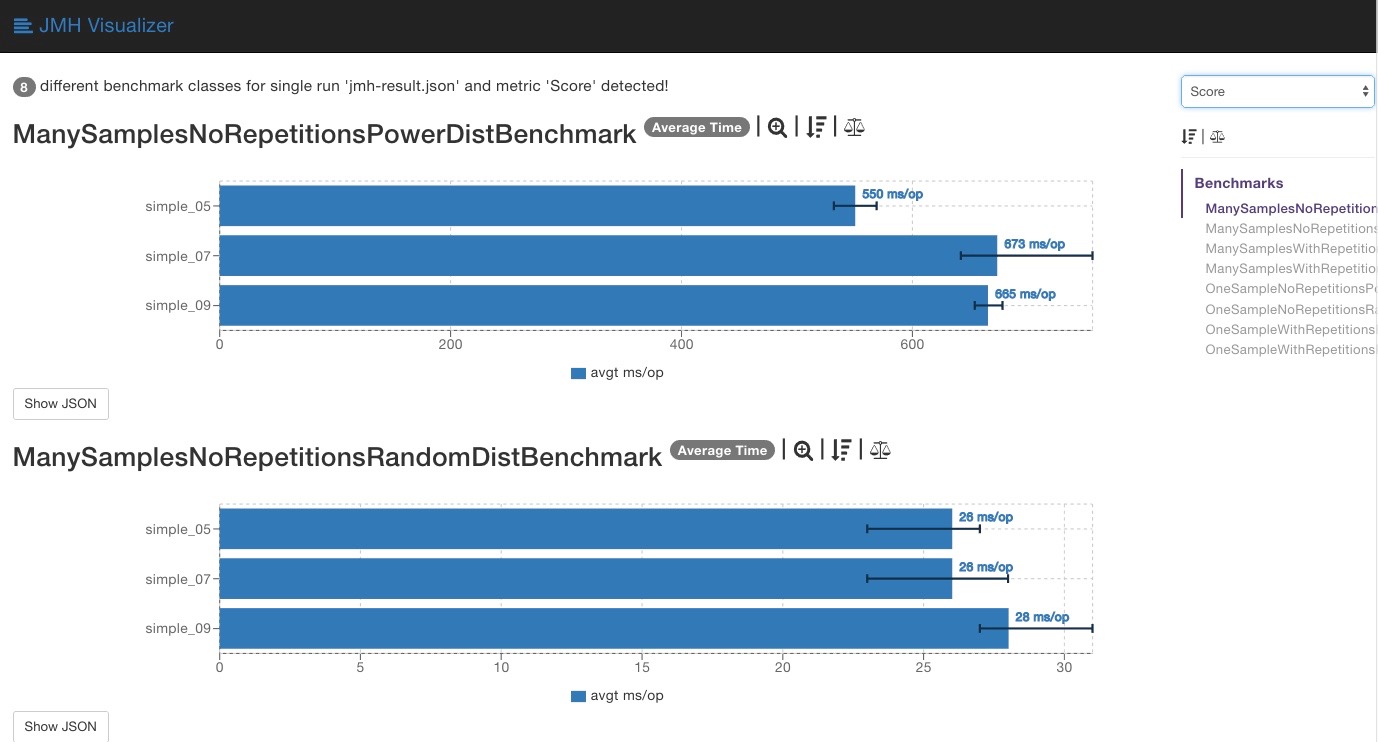 JMH Visualizer
8 different benchmark classes for single run 'jmh-result.json' and metric 'Score' detected!
Score
ManySamplesNoRepetitionsPowerDistBenchmark Average Time
simple_05 550 ms/op
simple_07 673 ms/op
simple_09 665 ms/op
0 200 400 600
avgt ms/op
Show JSON
ManySamplesNoRepetitionsRandomDistBenchmark Average Time
simple_05 26 ms/op
simple_07 26 ms/op
simple_09 28 ms/op
0 5 10 15 20 25 30
avgt ms/op
Show JSON
Benchmarks
ManySamplesNoRepetition
ManySamplesNoRepetitions
ManySamplesWithRepetitio
ManySamplesWithRepetitio
OneSampleNoRepetitionsPo
OneSampleNoRepetitionsRa
OneSampleWithRepetitions
OneSampleWithRepetitions